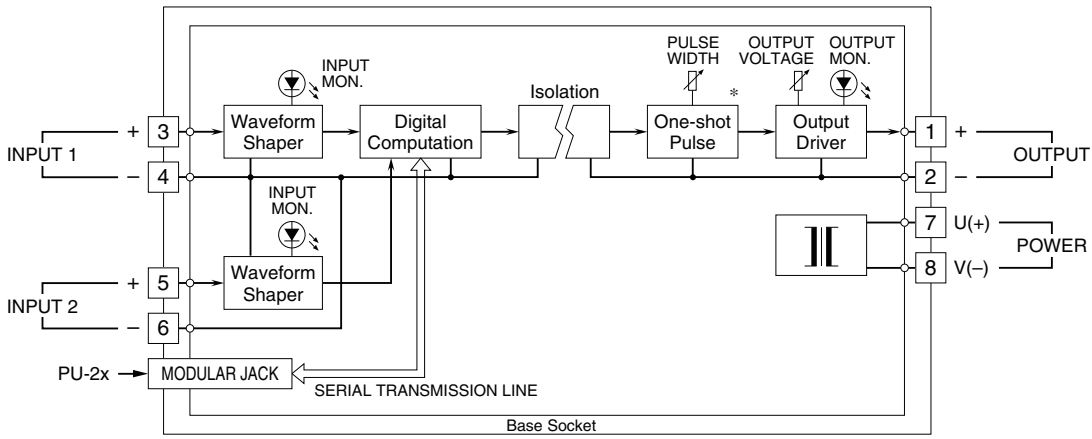 PULSE
WIDTH
OUTPUT
VOLTAGE
OUTPUT
MON.
INPUT
MON.
*
Isolation
Waveform
Shaper
Digital
Computation
One-shot
Pulse
Output
Driver
INPUT 1
+ 3
– 4
1 +
2 –
OUTPUT
INPUT
MON.
7 U(+)
8 V(–)
POWER
Waveform
Shaper
INPUT 2
+ 5
– 6
PU-2x
MODULAR JACK
SERIAL TRANSMISSION LINE
Base Socket